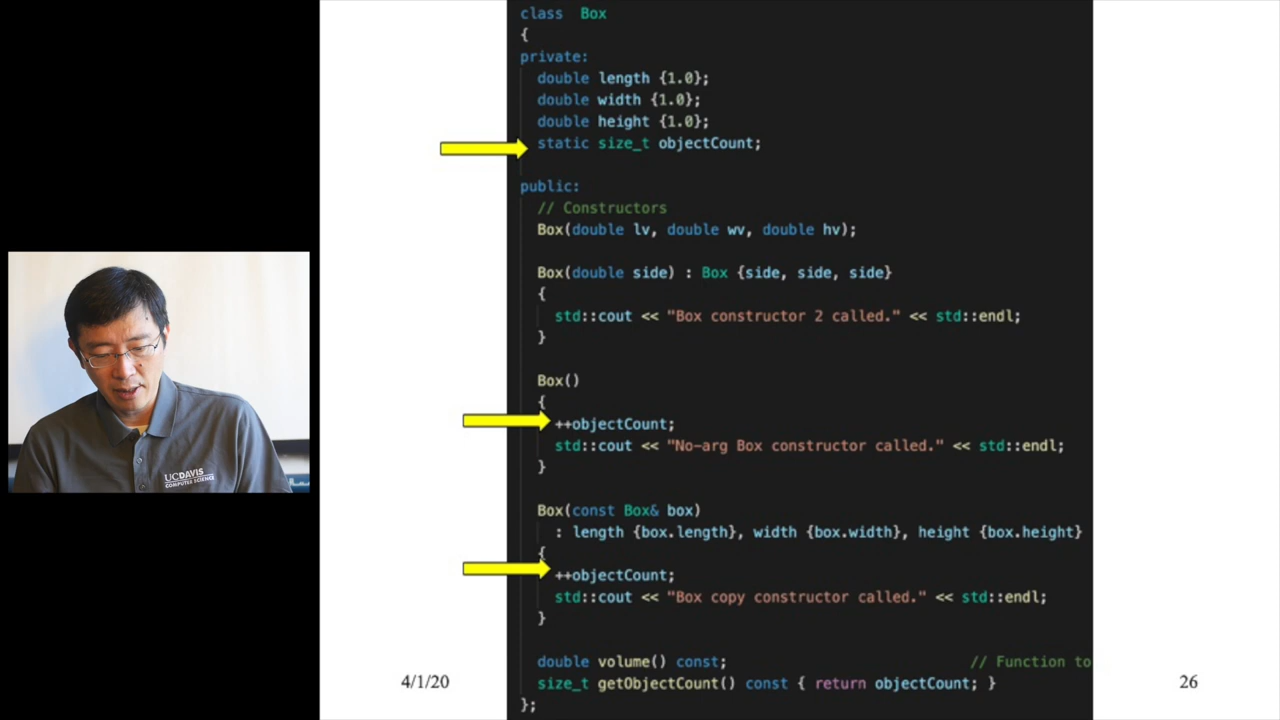 class Box
{
private:
double length {1.0};
double width {1.0};
double height {1.0};
static size_t objectCount;
public:
// Constructors
Box(double lv, double wv, double hv);
Box(double side) : Box {side, side, side}
{
std::cout << "Box constructor 2 called." << std::endl;
}
Box()
{
++objectCount;
std::cout << "No-arg Box constructor called." << std::endl;
}
Box(const Box& box)
: length {box.length}, width {box.width}, height {box.height}
{
++objectCount;
std::cout << "Box copy constructor called." << std::endl;
}
double volume() const; // Function to
size_t getObjectCount() const { return objectCount; }
};
UCDAVIS
COMPUTER SCIENCE
4/1/20
26